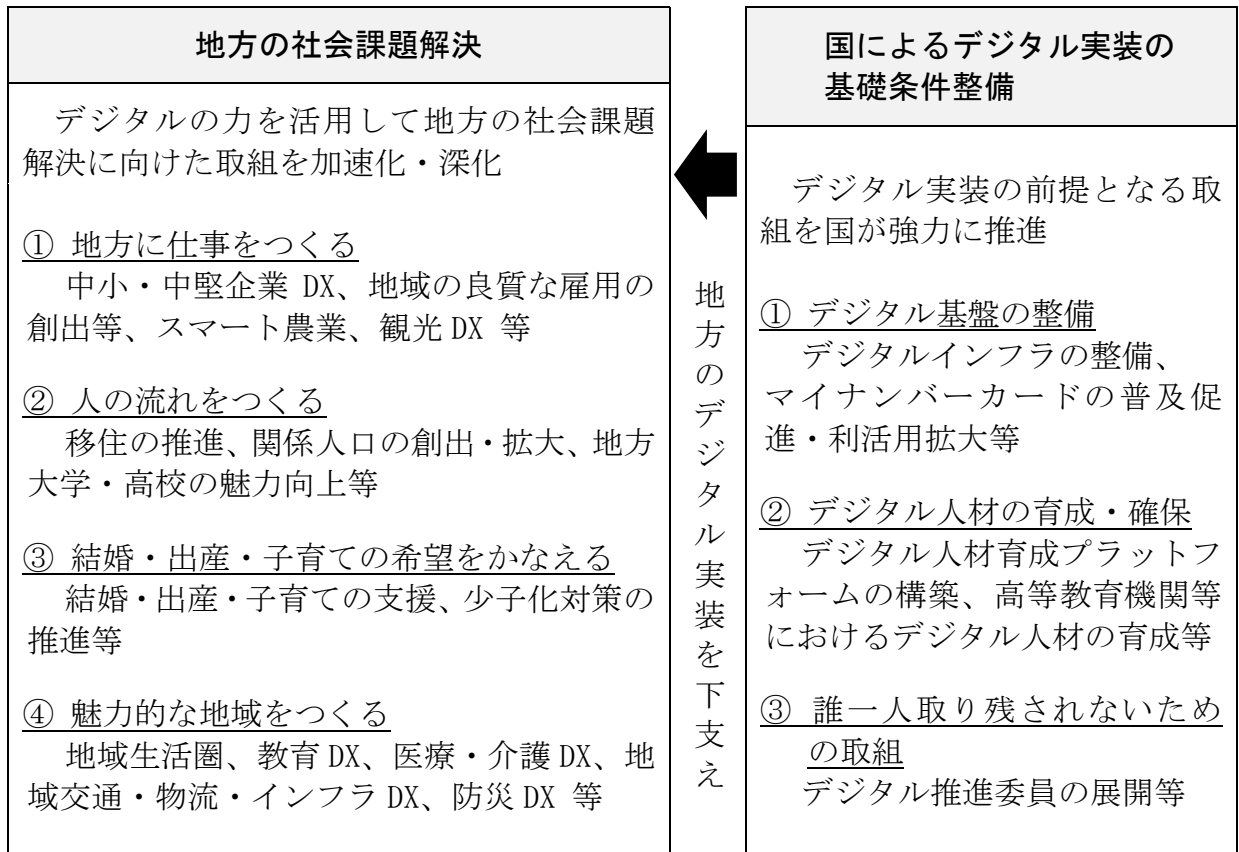 地方の社会課題解決
デジタルの力を活用して地方の社会課題
解決に向けた取組を加速化・深化
① 地方に仕事をつくる
中小・中堅企業 DX、地域の良質な雇用の
創出等、スマート農業、観光 DX 等
② 人の流れをつくる
移住の推進、関係人口の創出・拡大、地方
大学・高校の魅力向上等
③ 結婚・出産・子育ての希望をかなえる
結婚・出産・子育ての支援、少子化対策の
推進等
④ 魅力的な地域をつくる
地域生活圏、教育 DX、医療・介護 DX、地
域交通・物流・インフラ DX、防災 DX 等
地方のデジタル実装を下支え
国によるデジタル実装の
基礎条件整備
デジタル実装の前提となる取
組を国が強力に推進
① デジタル基盤の整備
デジタルインフラの整備、
マイナンバーカードの普及促
進・利活用拡大等
② デジタル人材の育成・確保
デジタル人材育成プラットフ
ォームの構築、高等教育機関等
におけるデジタル人材の育成等
③ 誰一人取り残されないため
の取組
デジタル推進委員の展開等